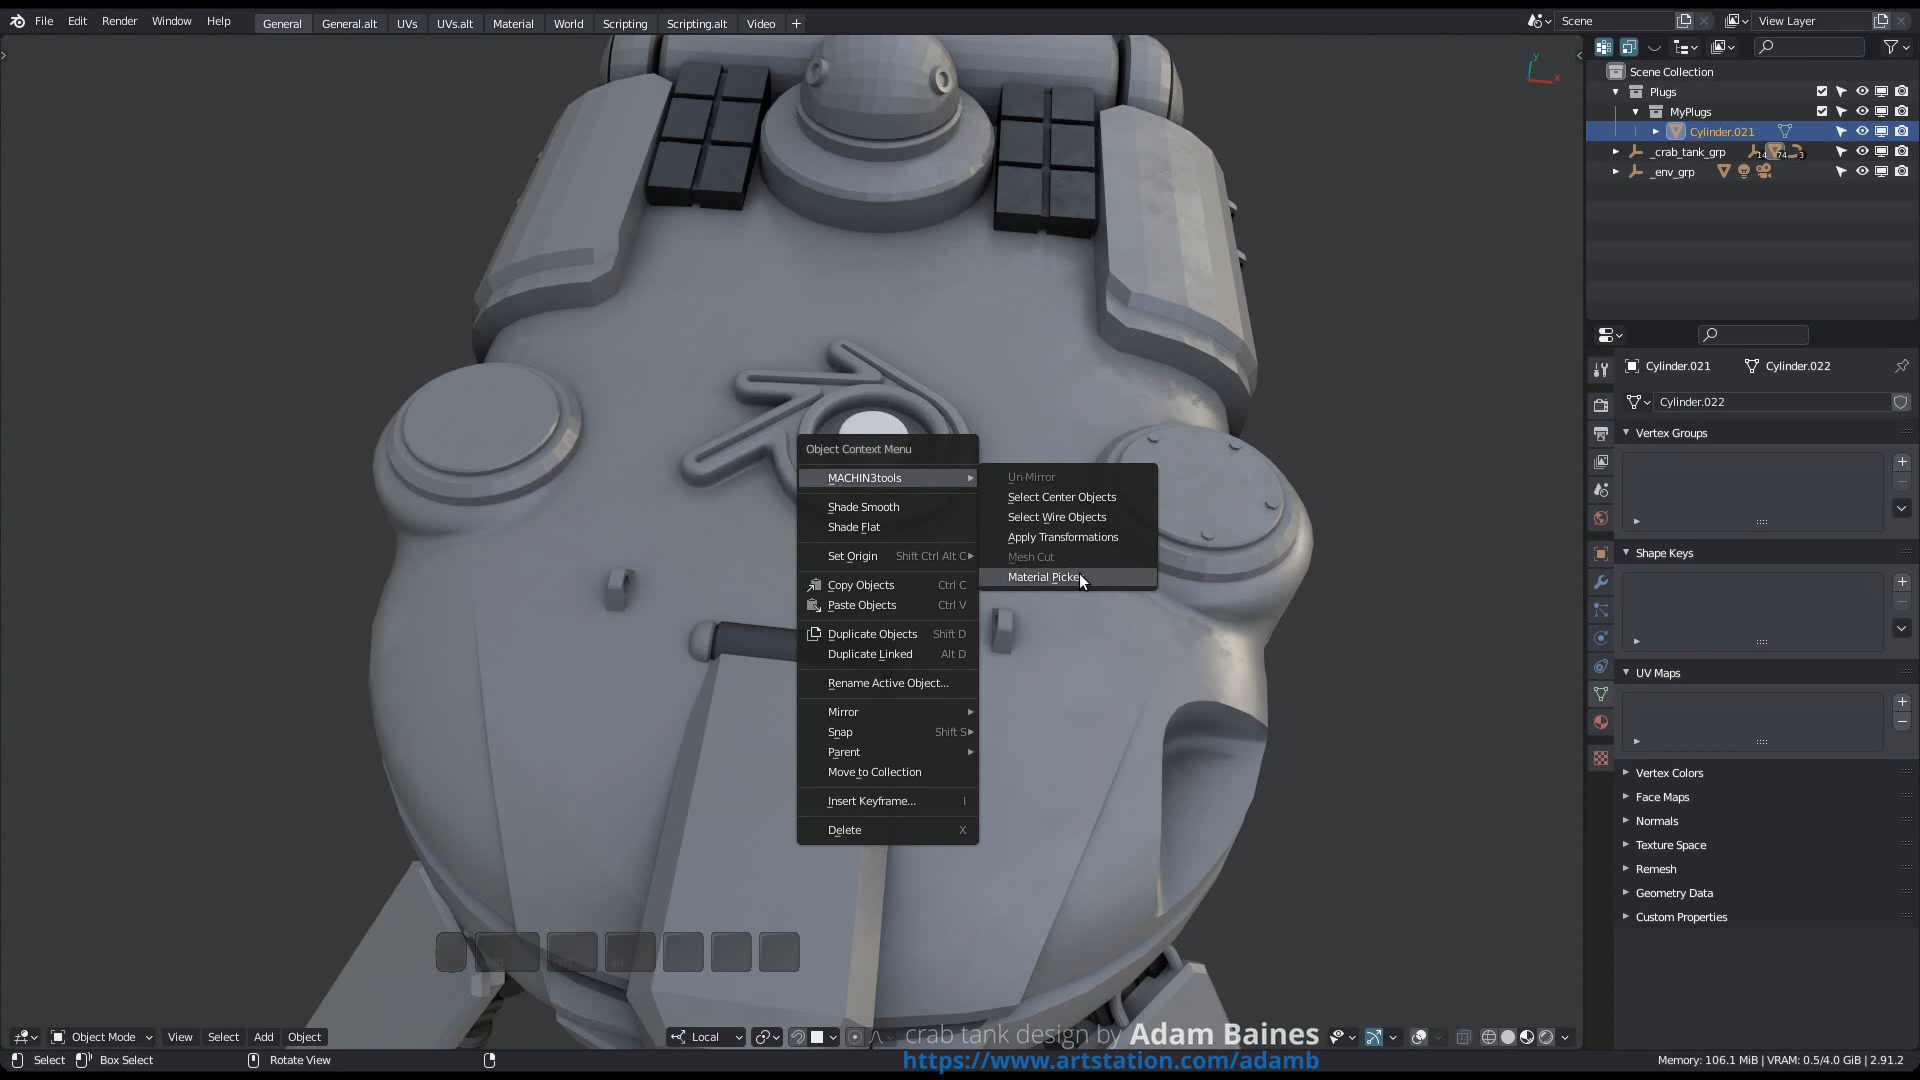 File Edit Render Window Help
General General.alt UVs UVs.alt Material World Scripting Scripting.alt Video +
Scene
View Layer
Scene Collection
Plugs
MyPlugs
Cylinder.021
_crab_tank_grp 14 74 3
_env_grp
y
x
Cylinder.021 Cylinder.022
Cylinder.022
Vertex Groups
Shape Keys
UV Maps
Vertex Colors
Face Maps
Normals
Texture Space
Remesh
Geometry Data
Custom Properties
Object Context Menu
MACHIN3tools
Shade Smooth
Shade Flat
Set Origin Shift Ctrl Alt C
Copy Objects Ctrl C
Paste Objects Ctrl V
Duplicate Objects Shift D
Duplicate Linked Alt D
Rename Active Object...
Mirror
Snap Shift S
Parent
Move to Collection
Insert Keyframe... I
Delete X
Un-Mirror
Select Center Objects
Select Wire Objects
Apply Transformations
Mesh Cut
Material Picke
Object Mode View Select Add Object
Local
crab tank design by Adam Baines
https://www.artstation.com/adamb
Select Box Select Rotate View
Memory: 106.1 MiB | VRAM: 0.5/4.0 GiB | 2.91.2